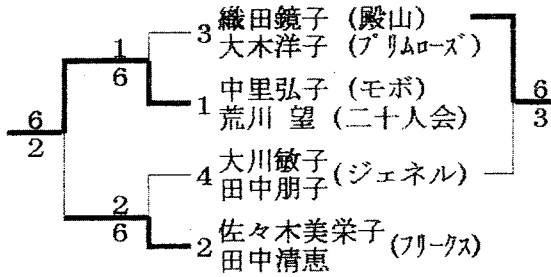 3 織田鏡子 (殿山)
大木洋子 (プリムローズ)
1
6
1 中里弘子 (モボ)
荒川 望 (二十人会)
6
3
6
2
4 大川敏子 (ジェネル)
田中朋子
2
6
2 佐々木美栄子 (フリークス)
田中清恵